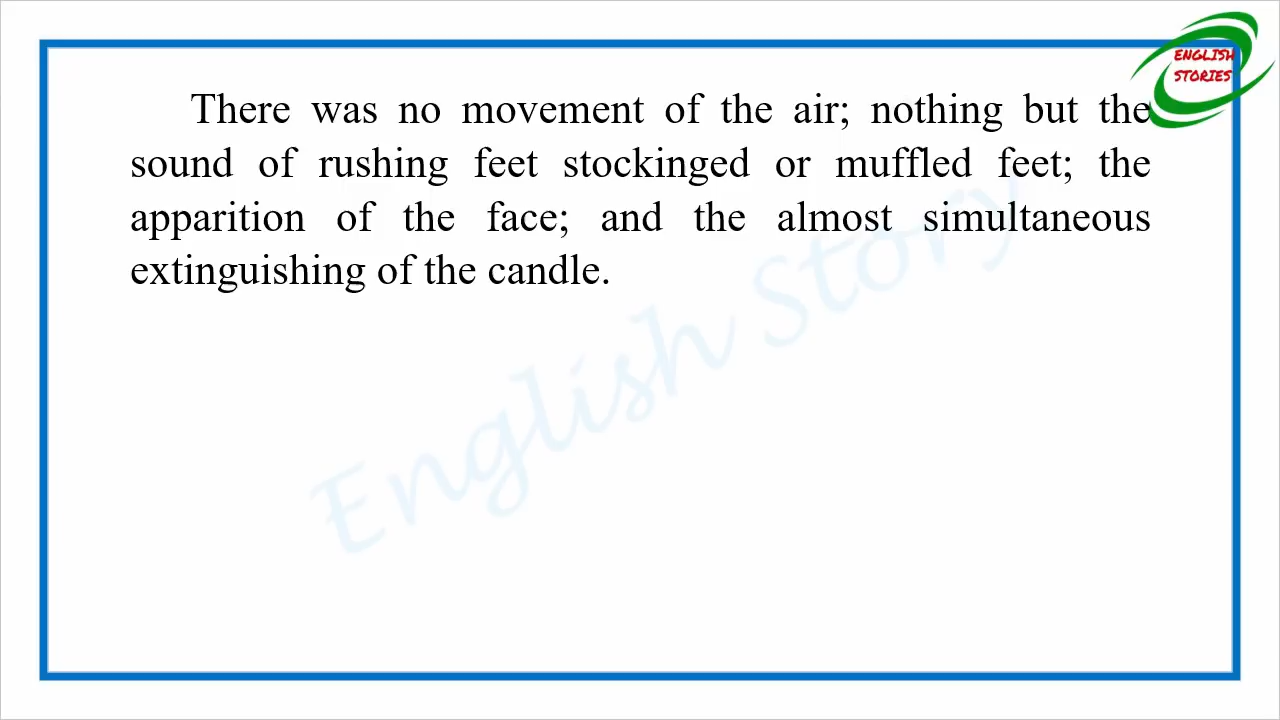 ENGLISH
STORIES
There was no movement of the air; nothing but the
sound of rushing feet stockinged or muffled feet; the
apparition of the face; and the almost simultaneous
extinguishing of the candle.
English Story